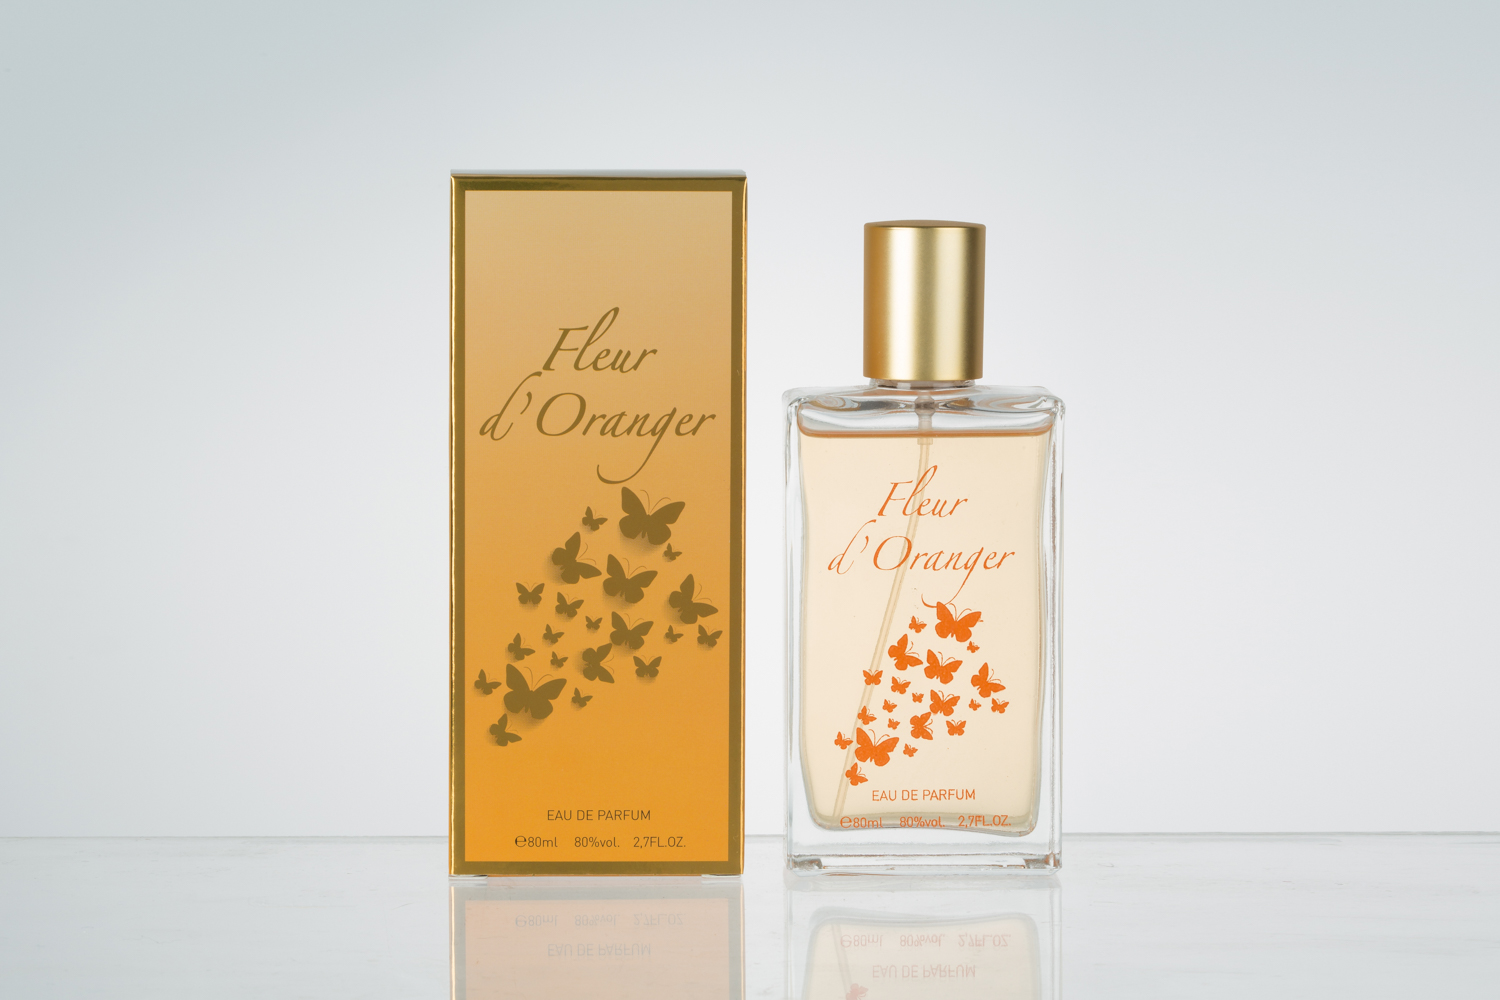 Fleur
d'Oranger
EAU DE PARFUM
℮80ml 80%vol. 2,7FL.OZ.
Fleur
d'Oranger
EAU DE PARFUM
℮80ml 80%vol. 2,7FL.OZ.